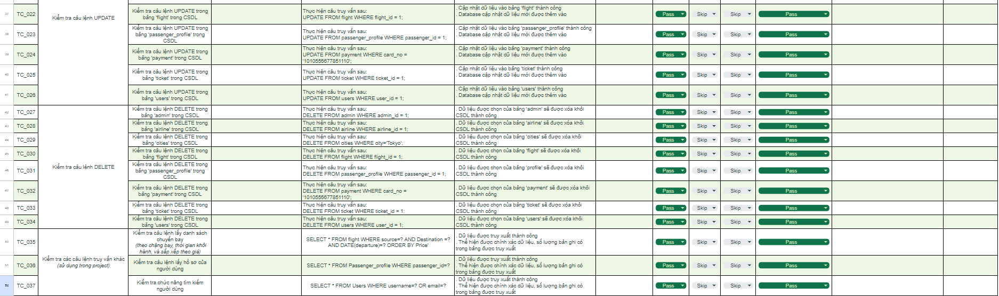 37 TC_022 Kiểm tra câu lệnh UPDATE Kiểm tra câu lệnh UPDATE trong
bảng 'flight' trong CSDL
Thực hiện câu truy vấn sau:
UPDATE FROM flight WHERE flight_id = 1;
. Cập nhật dữ liệu vào bảng 'flight' thành công
. Database cập nhật dữ liệu mới được thêm vào
Pass Skip Skip Pass
38 TC_023 Kiểm tra câu lệnh UPDATE trong
bảng 'passenger_profile' trong
CSDL
Thực hiện câu truy vấn sau:
UPDATE FROM passenger_profile WHERE passenger_id = 1;
. Cập nhật dữ liệu vào bảng 'passenger_profile' thành công
. Database cập nhật dữ liệu mới được thêm vào
Pass Skip Skip Pass
39 TC_024 Kiểm tra câu lệnh UPDATE trong
bảng 'payment' trong CSDL
Thực hiện câu truy vấn sau:
UPDATE FROM payment WHERE card_no =
'1010555677851110';
. Cập nhật dữ liệu vào bảng 'payment' thành công
. Database cập nhật dữ liệu mới được thêm vào
Pass Skip Skip Pass
40 TC_025 Kiểm tra câu lệnh UPDATE trong
bảng 'ticket' trong CSDL
Thực hiện câu truy vấn sau:
UPDATE FROM ticket WHERE ticket_id = 1;
. Cập nhật dữ liệu vào bảng 'ticket' thành công
. Database cập nhật dữ liệu mới được thêm vào
Pass Skip Skip Pass
41 TC_026 Kiểm tra câu lệnh UPDATE trong
bảng 'users' trong CSDL
Thực hiện câu truy vấn sau:
UPDATE FROM users WHERE user_id = 1;
. Cập nhật dữ liệu vào bảng 'users' thành công
. Database cập nhật dữ liệu mới được thêm vào
Pass Skip Skip Pass
42 TC_027 Kiểm tra câu lệnh DELETE trong
bảng 'admin' trong CSDL
Thực hiện câu truy vấn sau:
DELETE FROM admin WHERE admin_id = 1;
. Dữ liệu được chọn của bảng 'admin' sẽ được xóa khỏi
CSDL thành công
Pass Skip Skip Pass
43 TC_028 Kiểm tra câu lệnh DELETE trong
bảng 'airline' trong CSDL
Thực hiện câu truy vấn sau:
DELETE FROM airline WHERE airline_id = 1;
. Dữ liệu được chọn của bảng 'airline' sẽ được xóa khỏi
CSDL thành công
Pass Skip Skip Pass
44 TC_029 Kiểm tra câu lệnh DELETE trong
bảng 'cities' trong CSDL
Thực hiện câu truy vấn sau:
DELETE FROM cities WHERE city='Tokyo';
. Dữ liệu được chọn của bảng 'cities' sẽ được xóa khỏi
CSDL thành công
Pass Skip Skip Pass
45 TC_030 Kiểm tra câu lệnh DELETE trong
bảng 'flight' trong CSDL
Thực hiện câu truy vấn sau:
DELETE FROM flight WHERE flight_id = 1;
. Dữ liệu được chọn của bảng 'flight' sẽ được xóa khỏi
CSDL thành công
Pass Skip Skip Pass
46 TC_031 Kiểm tra câu lệnh DELETE Kiểm tra câu lệnh DELETE trong
bảng 'passenger_profile' trong
CSDL
Thực hiện câu truy vấn sau:
DELETE FROM passenger_profile WHERE passenger_id = 1;
. Dữ liệu được chọn của bảng 'profile' sẽ được xóa khỏi
CSDL thành công
Pass Skip Skip Pass
47 TC_032 Kiểm tra câu lệnh DELETE trong
bảng 'payment' trong CSDL
Thực hiện câu truy vấn sau:
DELETE FROM payment WHERE card_no =
'1010555677851110';
. Dữ liệu được chọn của bảng 'payment' sẽ được xóa khỏi
CSDL thành công
Pass Skip Skip Pass
48 TC_033 Kiểm tra câu lệnh DELETE trong
bảng 'ticket' trong CSDL
Thực hiện câu truy vấn sau:
DELETE FROM ticket WHERE ticket_id = 1;
. Dữ liệu được chọn của bảng 'ticket' sẽ được xóa khỏi
CSDL thành công
Pass Skip Skip Pass
49 TC_034 Kiểm tra câu lệnh DELETE trong
bảng 'users' trong CSDL
Thực hiện câu truy vấn sau:
DELETE FROM users WHERE user_id = 1;
. Dữ liệu được chọn của bảng 'users' sẽ được xóa khỏi
CSDL thành công
Pass Skip Skip Pass
50 TC_035 Kiểm tra câu lệnh lấy danh sách
chuyến bay
(theo chặng bay, thời gian khỏi
hành, và sắp xếp theo giá)
SELECT * FROM flight WHERE source=? AND Destination =?
AND DATE(departure)=? ORDER BY Price'
. Dữ liệu được truy xuất thành công
. Thể hiện được chính xác dữ liệu, số lượng bản ghi có
trong bảng được truy xuất
Pass Skip Skip Pass
51 TC_036 Kiểm tra các câu lệnh truy vấn khác
(sử dụng trong project)
Kiểm tra câu lệnh lấy hồ sơ của
người dùng
SELECT * FROM Passenger_profile WHERE passenger_id=?
. Dữ liệu được truy xuất thành công
. Thể hiện được chính xác dữ liệu, số lượng bản ghi có
trong bảng được truy xuất
Pass Skip Skip Pass
52 TC_037 Kiểm tra chức năng tìm kiếm
người dùng
SELECT * FROM Users WHERE username=? OR email=?
. Dữ liệu được truy xuất thành công
. Thể hiện được chính xác dữ liệu, số lượng bản ghi có
trong bảng được truy xuất
Pass Skip Skip Pass